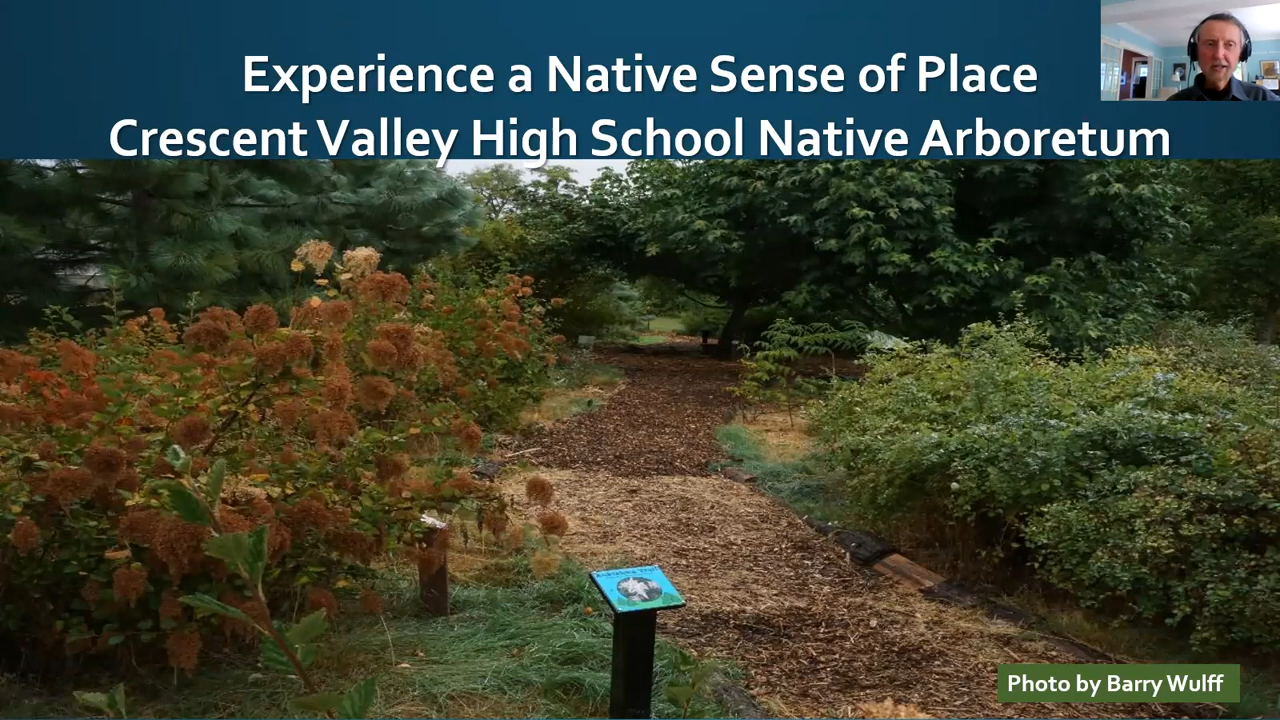 Experience a Native Sense of Place
Crescent Valley High School Native Arboretum
Photo by Barry Wulff